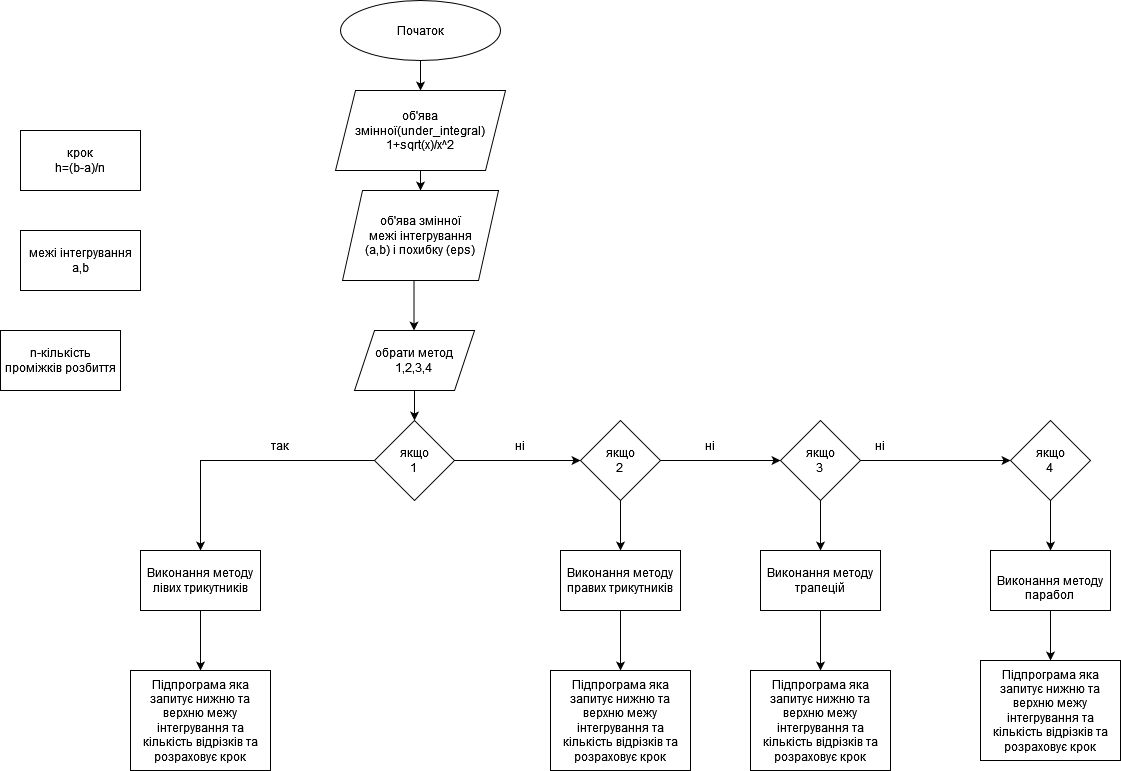 Початок
об'ява
змінної(under_integral)
1+sqrt(x)/x^2
крок
h=(b-a)/n
об'ява змінної
межі інтегрування
(a,b) і похибку (eps)
межі інтегрування
a,b
n-кількість
проміжків розбиття
обрати метод
1,2,3,4
так
якщо
1
ні
якщо
2
ні
якщо
3
ні
якщо
4
Виконання методу
лівих трикутників
Виконання методу
правих трикутників
Виконання методу
трапецій
Виконання методу
парабол
Підпрограма яка
запитує нижню та
верхню межу
інтегрування та
кількість відрізків та
розраховує крок
Підпрограма яка
запитує нижню та
верхню межу
інтегрування та
кількість відрізків та
розраховує крок
Підпрограма яка
запитує нижню та
верхню межу
інтегрування та
кількість відрізків та
розраховує крок
Підпрограма яка
запитує нижню та
верхню межу
інтегрування та
кількість відрізків та
розраховує крок